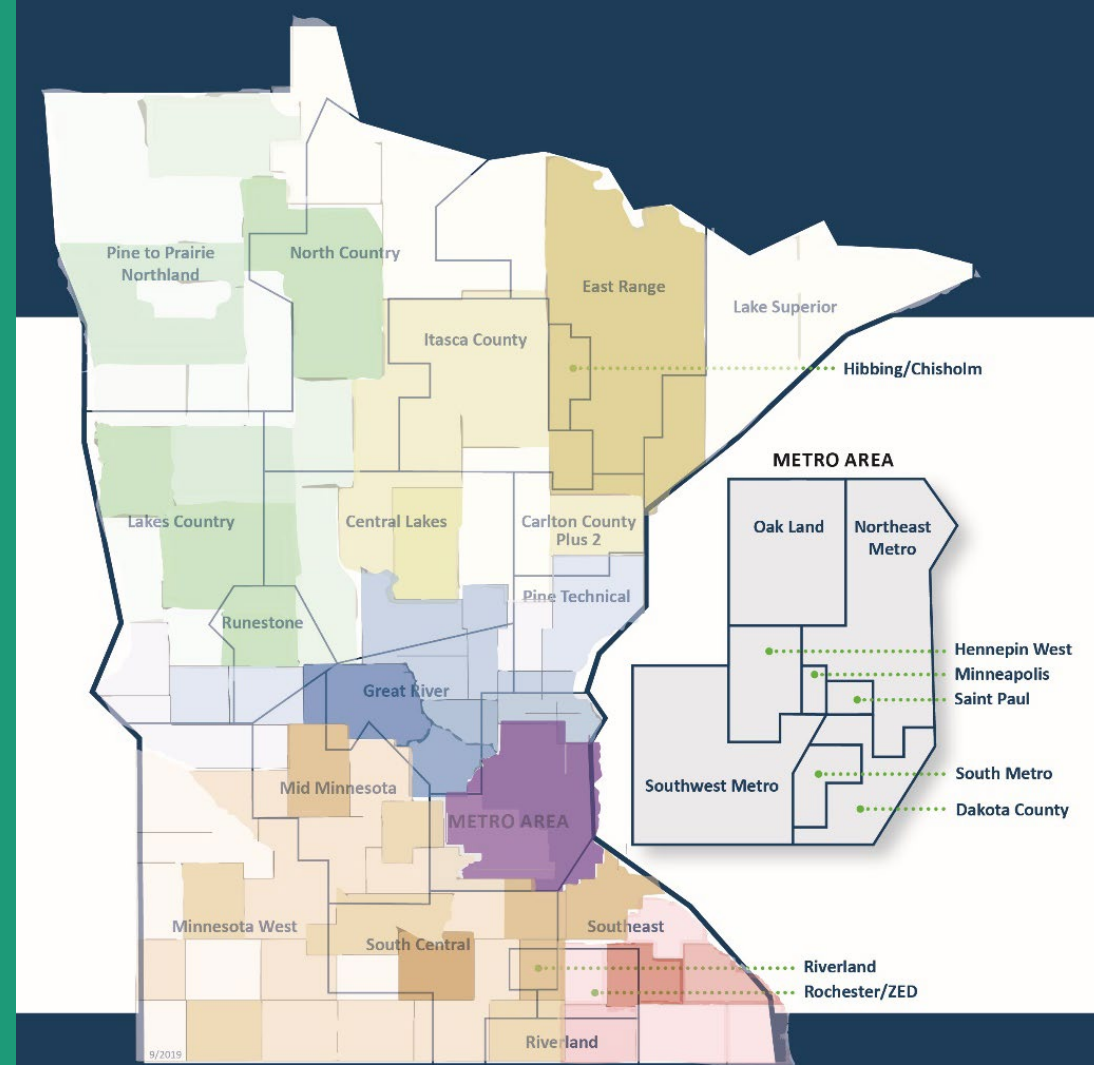 Pine to Prairie
Northland
North Country
East Range
Lake Superior
Itasca County
Hibbing/Chisholm
METRO AREA
Lakes Country
Central Lakes
Carlton County
Plus 2
Oak Land
Northeast
Metro
Pine Technical
Runestone
Hennepin West
Minneapolis
Saint Paul
Great River
South Metro
Southwest Metro
Mid Minnesota
Dakota County
METRO AREA
Minnesota West
South Central
Southeast
Riverland
Rochester/ZED
Riverland
9/2019